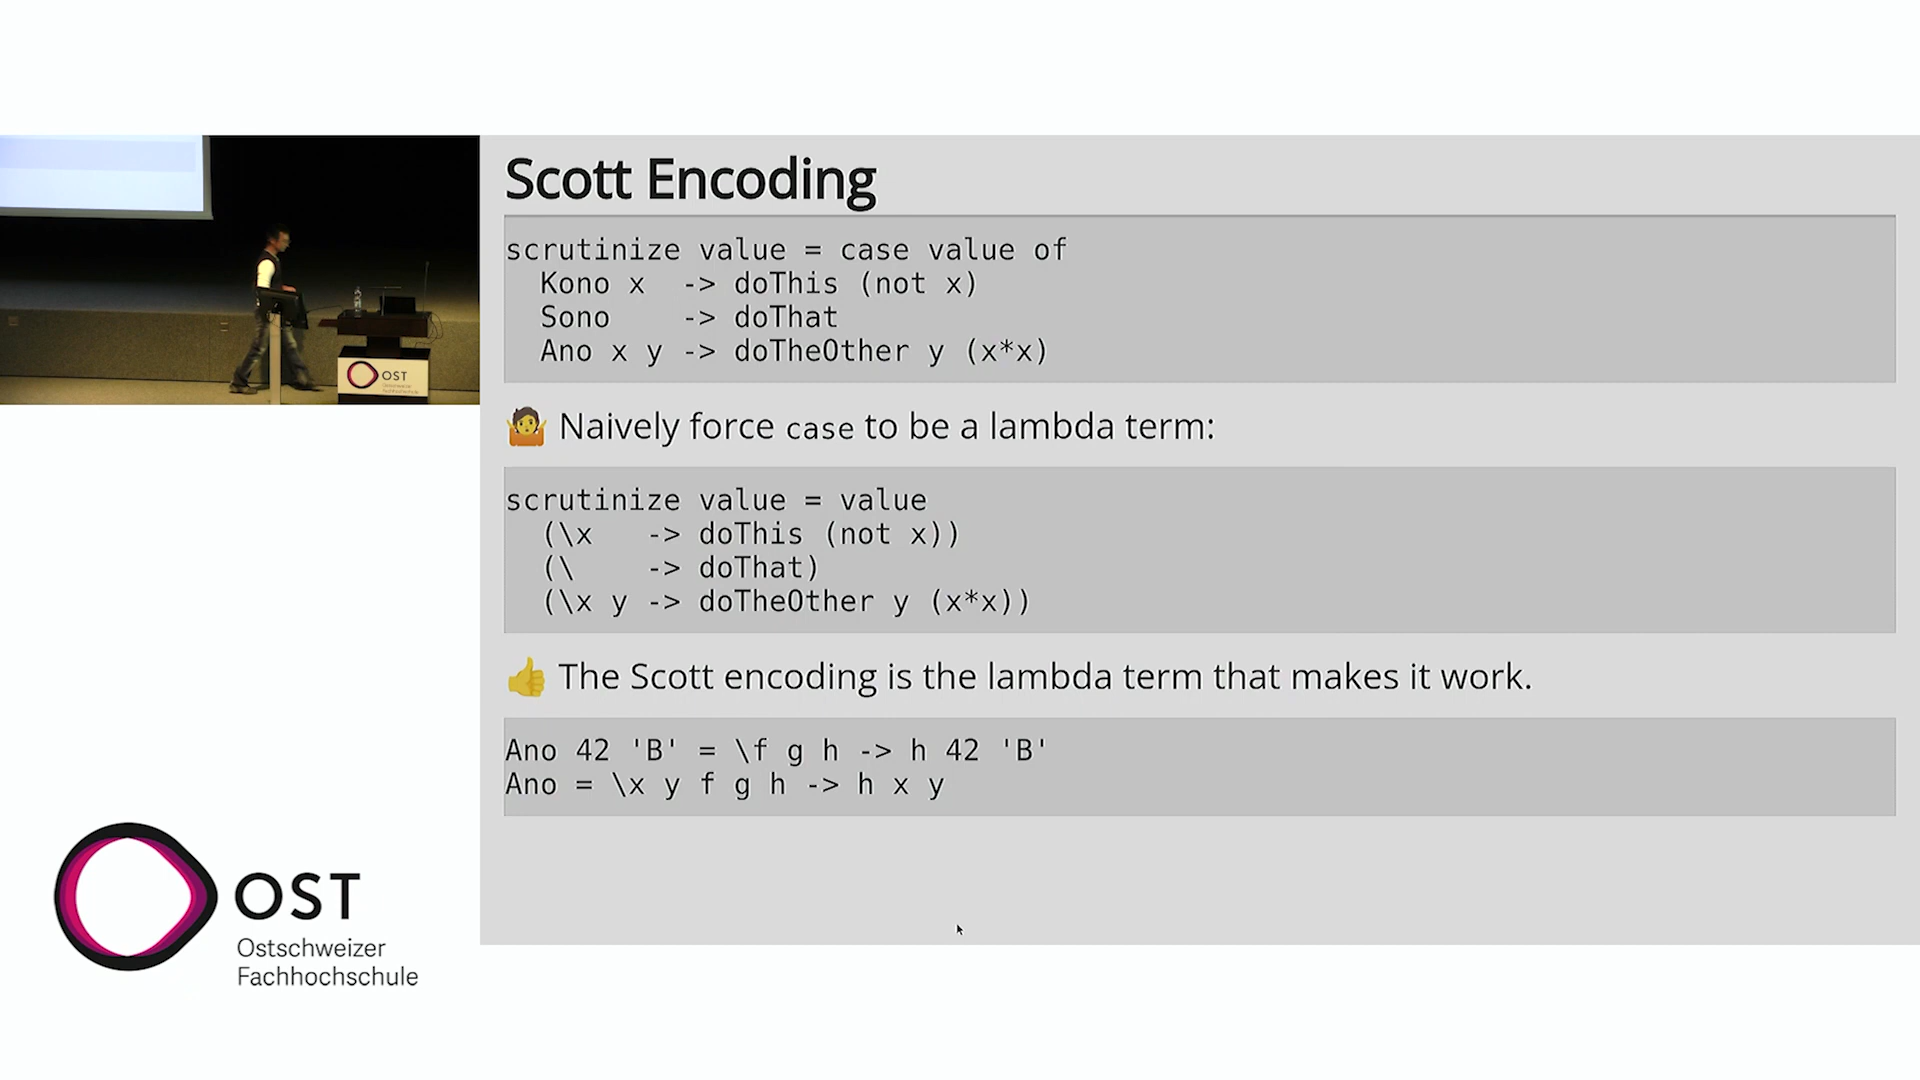 Scott Encoding
scrutinize value = case value of
  Kono x  -> doThis (not x)
  Sono    -> doThat
  Ano x y -> doTheOther y (x*x)
🤷 Naively force case to be a lambda term:
scrutinize value = value
  (\x   -> doThis (not x))
  (\    -> doThat)
  (\x y -> doTheOther y (x*x))
👍 The Scott encoding is the lambda term that makes it work.
Ano 42 'B' = \f g h -> h 42 'B'
Ano = \x y f g h -> h x y
OST
OST
Ostschweizer
Fachhochschule